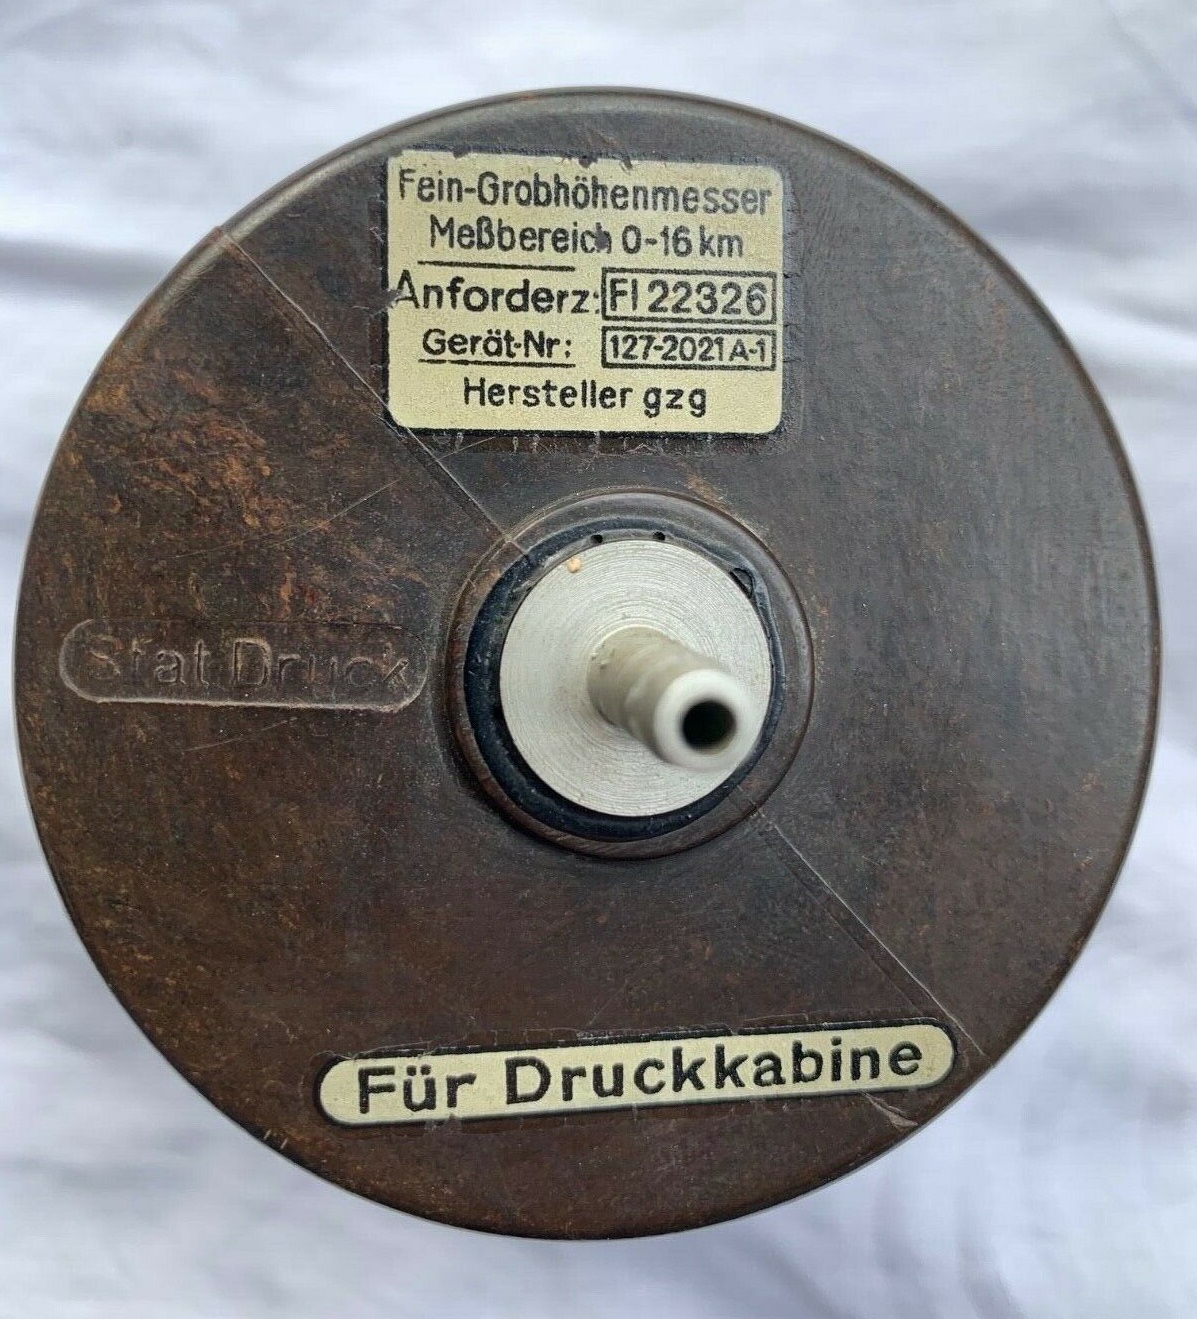 Fein-Grobhöhenmesser
Meßbereich 0-16 km
Anforderz: Fl 22326
Gerät-Nr: 127-2021 A-1
Hersteller gzg
Stat Druck
Für Druckkabine